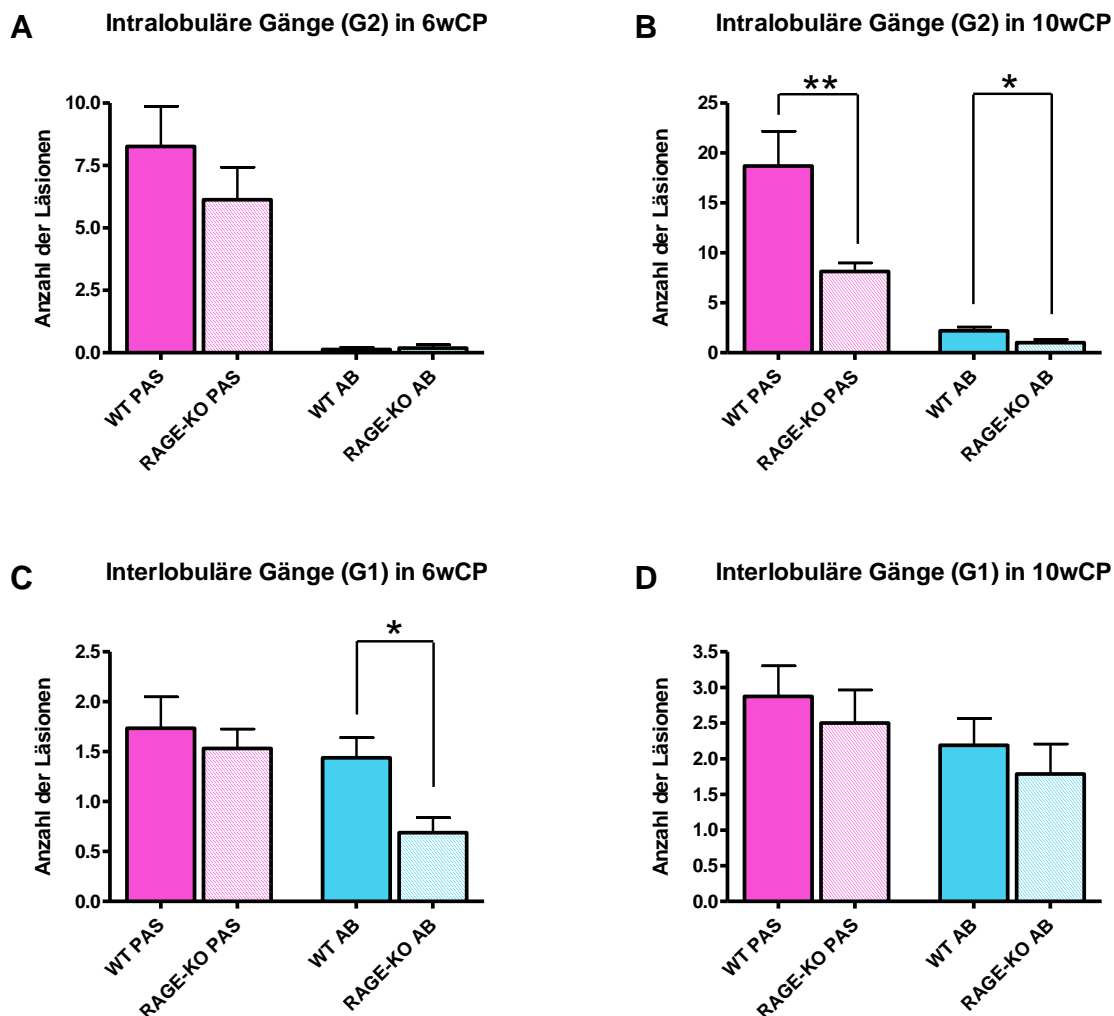 A
Intralobuläre Gänge (G2) in 6wCP
Anzahl der Läsionen
10.0
7.5
5.0
2.5
0.0
WT PAS
RAGE-KO PAS
WT AB
RAGE-KO AB
B
Intralobuläre Gänge (G2) in 10wCP
Anzahl der Läsionen
25
20
15
10
5
0
**
*
WT PAS
RAGE-KO PAS
WT AB
RAGE-KO AB
C
Interlobuläre Gänge (G1) in 6wCP
Anzahl der Läsionen
2.5
2.0
1.5
1.0
0.5
0.0
*
WT PAS
RAGE-KO PAS
WT AB
RAGE-KO AB
D
Interlobuläre Gänge (G1) in 10wCP
Anzahl der Läsionen
3.5
3.0
2.5
2.0
1.5
1.0
0.5
0.0
WT PAS
RAGE-KO PAS
WT AB
RAGE-KO AB